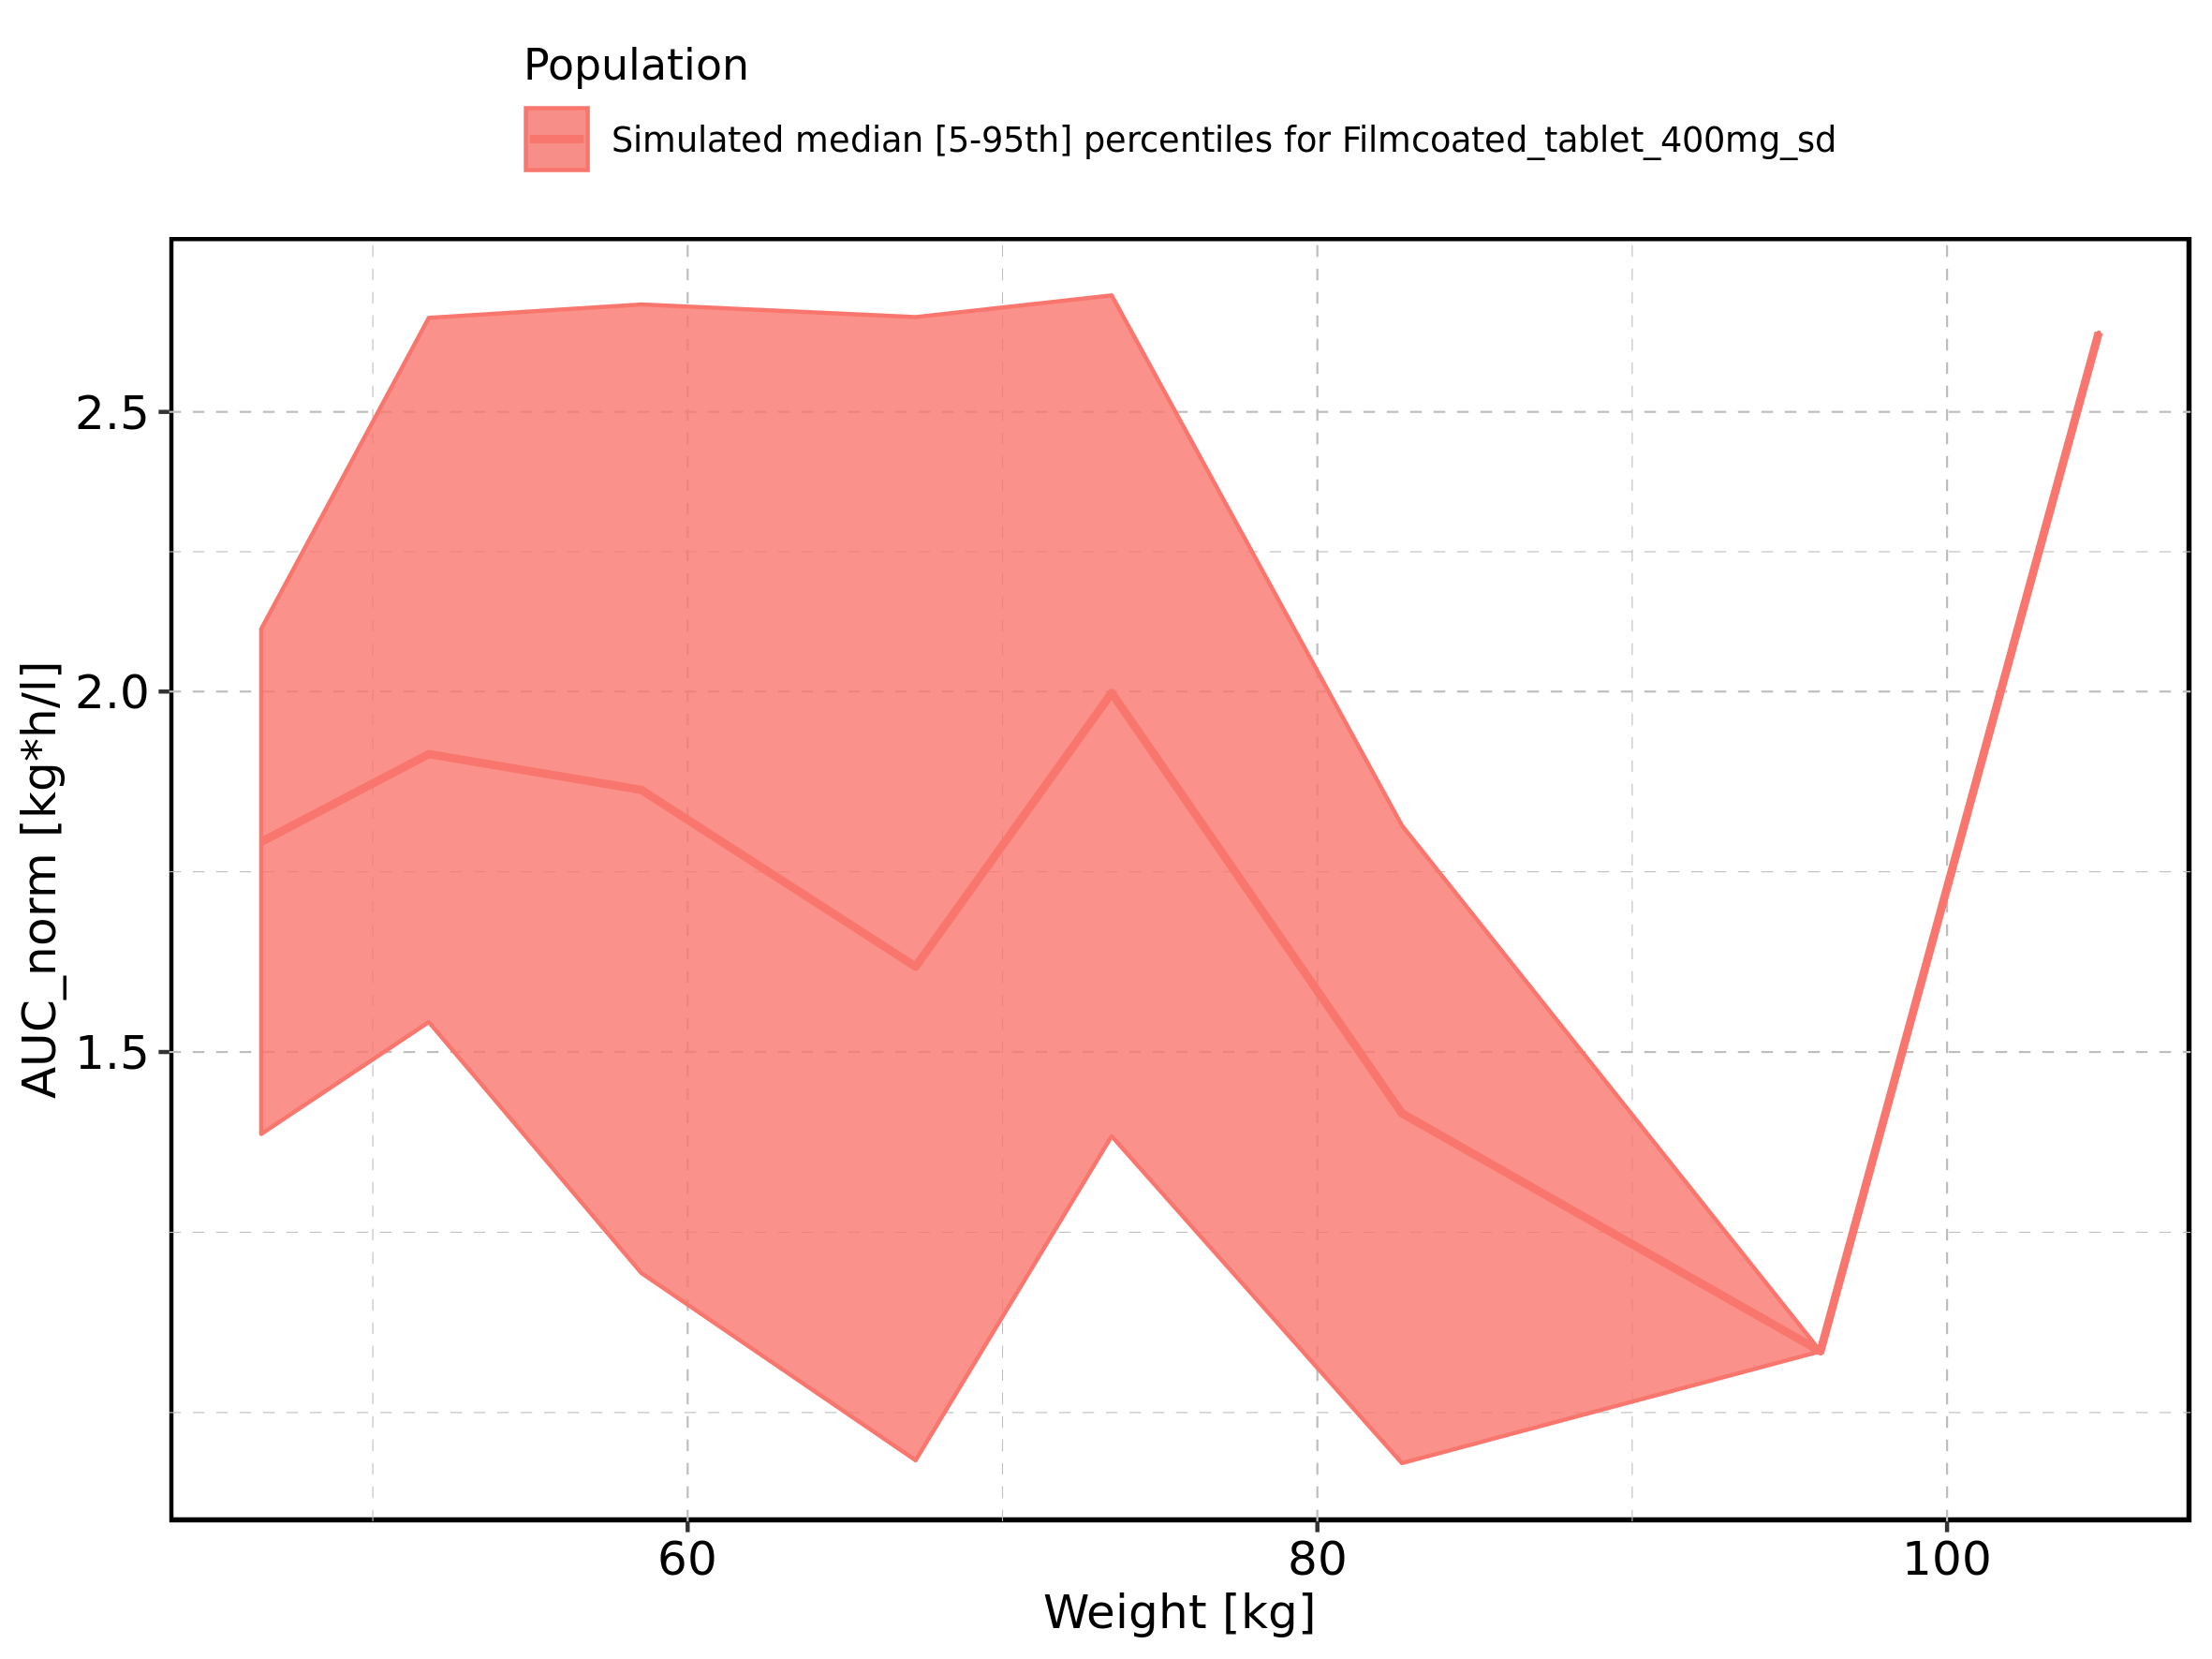 Population
Simulated median [5-95th] percentiles for Filmcoated_tablet_400mg_sd
AUC_norm [kg*h/l]
2.5
2.0
1.5
60
80
100
Weight [kg]